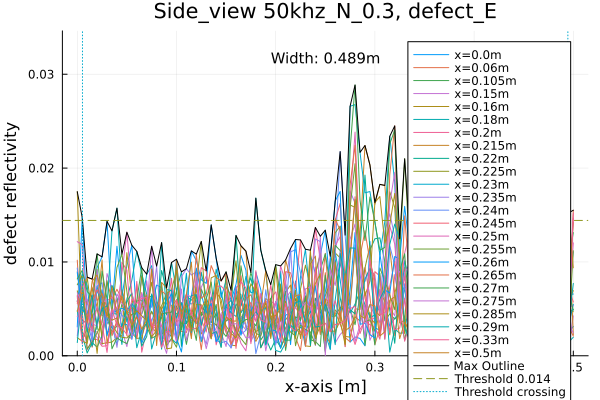 Side_view 50khz_N_0.3, defect_E
Width: 0.489m
defect reflectivity
0.03
0.02
0.01
0.00
0.0
0.1
0.2
0.3
.5
x-axis [m]
x=0.0m
x=0.06m
x=0.105m
x=0.15m
x=0.16m
x=0.18m
x=0.2m
x=0.215m
x=0.22m
x=0.225m
x=0.23m
x=0.235m
x=0.24m
x=0.245m
x=0.25m
x=0.255m
x=0.26m
x=0.265m
x=0.27m
x=0.275m
x=0.285m
x=0.29m
x=0.33m
x=0.5m
Max Outline
Threshold 0.014
Threshold crossing